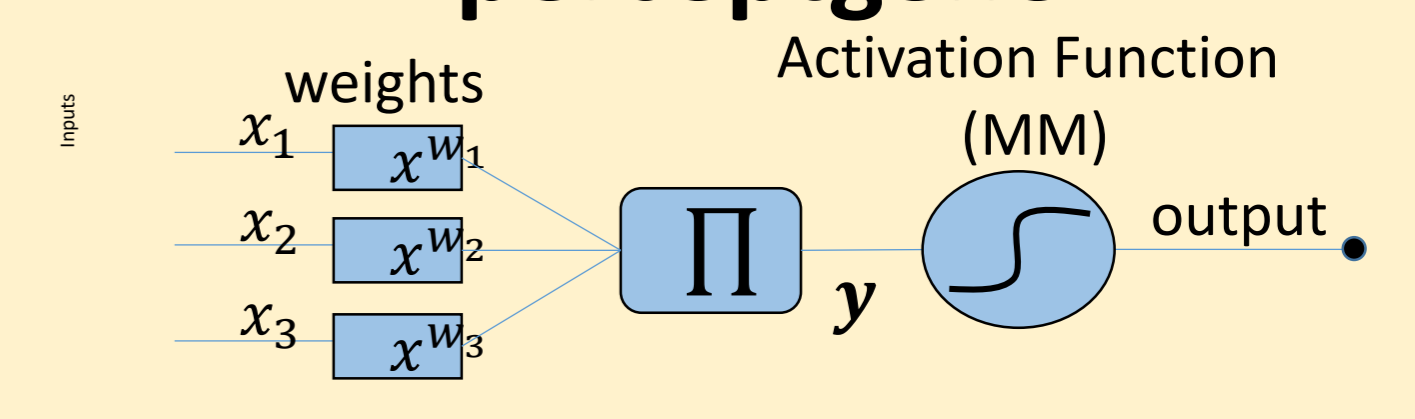 Activation Function
(MM)
weights
Inputs
x₁
x^w₁
x₂
x^w₂
x₃
x^w₃
∏
y
output